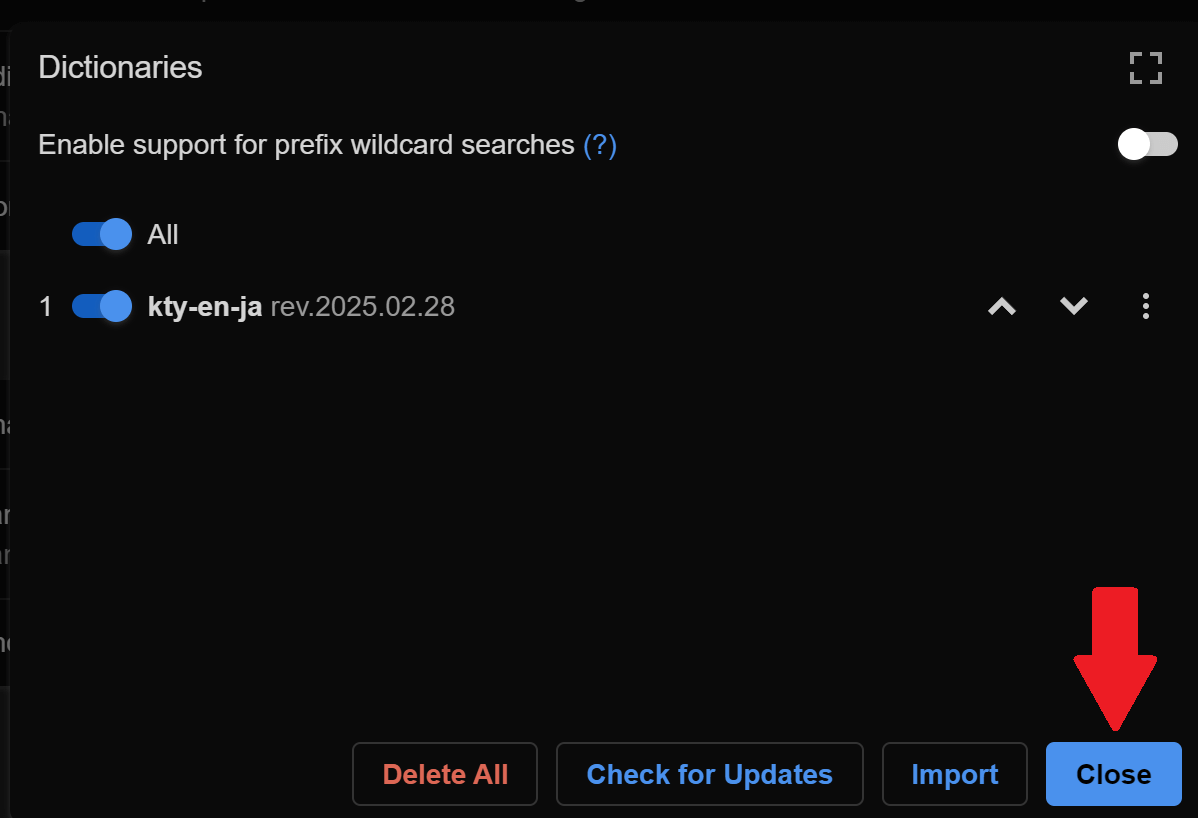 Dictionaries
Enable support for prefix wildcard searches (?)
All
1 kty-en-ja rev.2025.02.28
Delete All Check for Updates Import Close